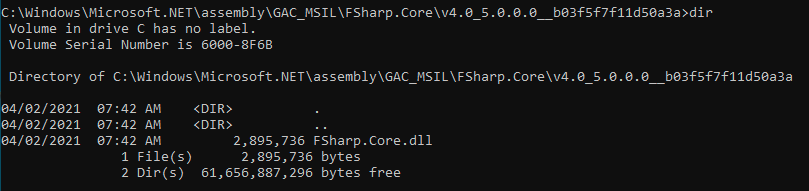 C:\Windows\Microsoft.NET\assembly\GAC_MSIL\FSharp.Core\v4.0_5.0.0.0__b03f5f7f11d50a3a>dir
 Volume in drive C has no label.
 Volume Serial Number is 6000-8F6B
 Directory of C:\Windows\Microsoft.NET\assembly\GAC_MSIL\FSharp.Core\v4.0_5.0.0.0__b03f5f7f11d50a3a
04/02/2021  07:42 AM    <DIR>          .
04/02/2021  07:42 AM    <DIR>          ..
04/02/2021  07:42 AM         2,895,736 FSharp.Core.dll
               1 File(s)      2,895,736 bytes
               2 Dir(s)  61,656,887,296 bytes free